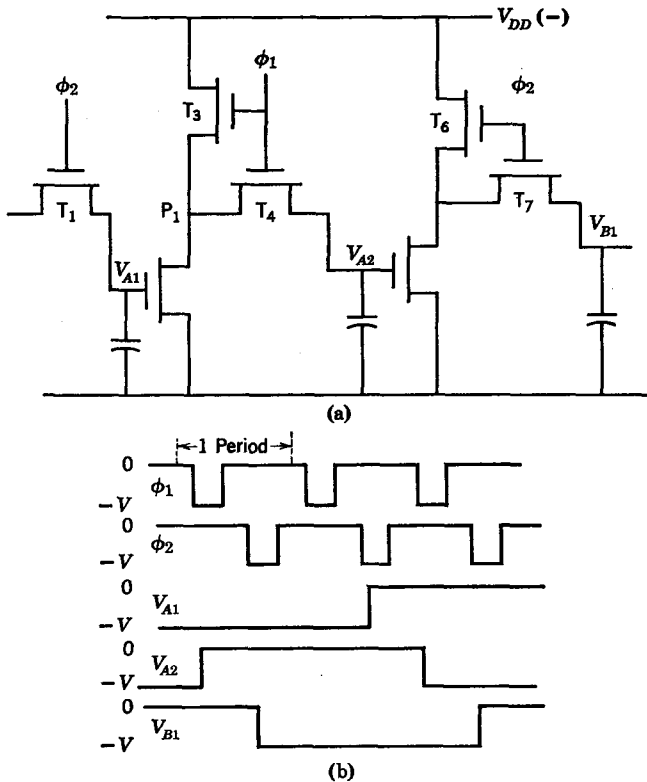 V_DD (-)
φ₂
φ₁
φ₂
T₃
T₆
T₁
P₁
T₄
T₇
V_A1
V_A2
V_B1
(a)
1 Period
0
φ₁
-V
0
φ₂
-V
0
V_A1
-V
0
V_A2
-V
0
V_B1
-V
(b)